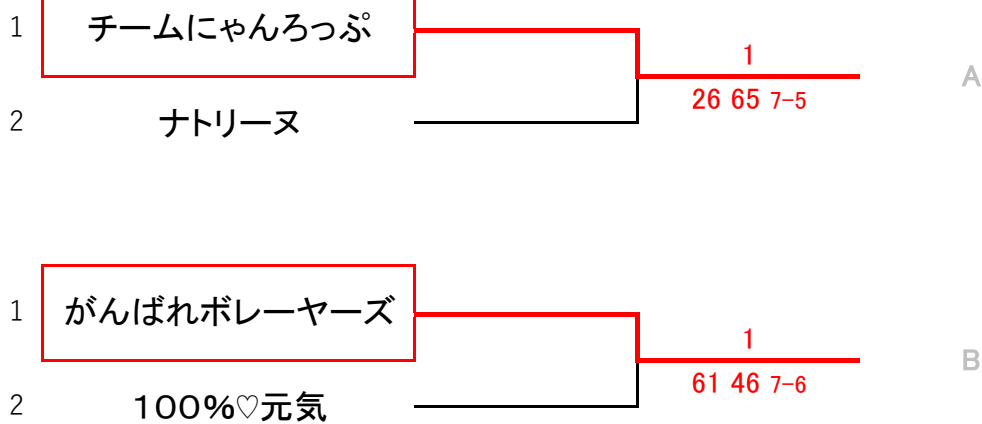 1 チームにゃんろっぷ
1
A
26 65 7-5
2 ナトリーヌ
1 がんばれボレーヤーズ
1
B
61 46 7-6
2 100%♡元気